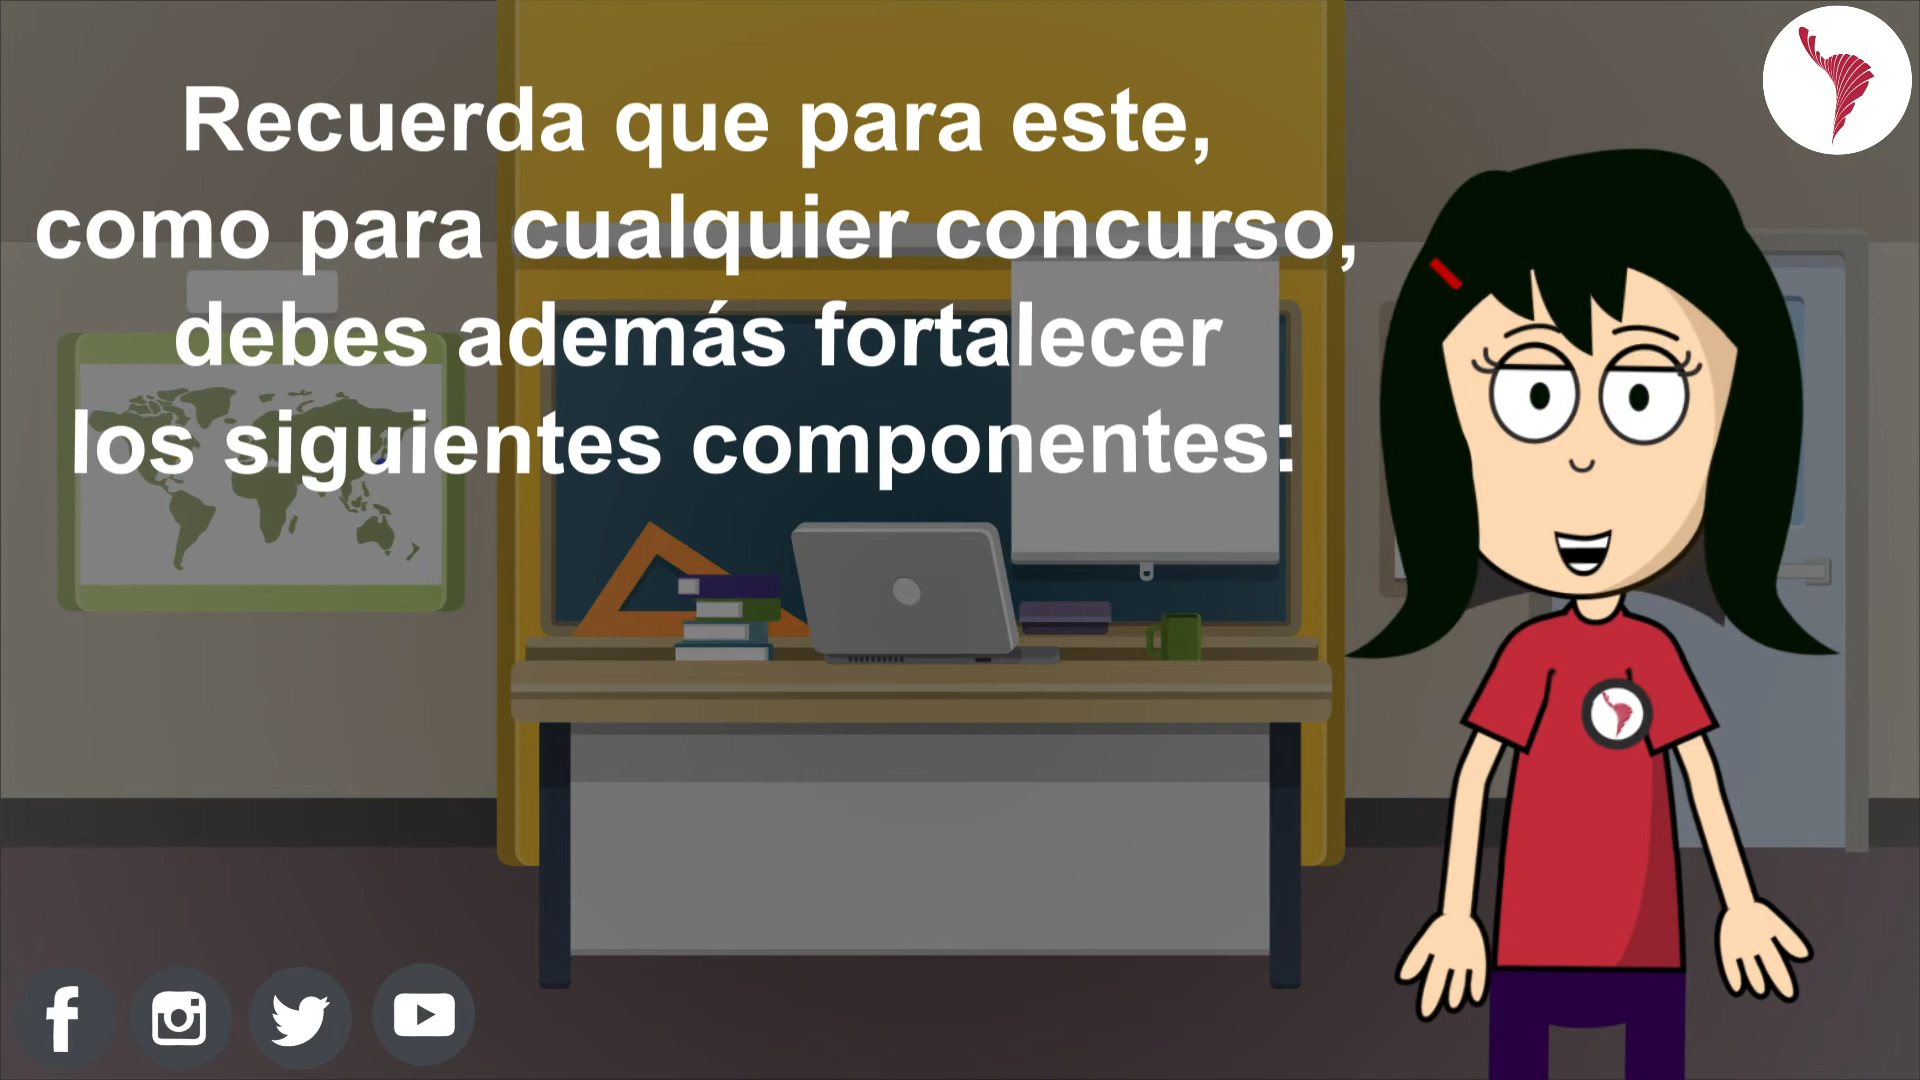 Recuerda que para este,
como para cualquier concurso,
debes además fortalecer
los siguientes componentes: